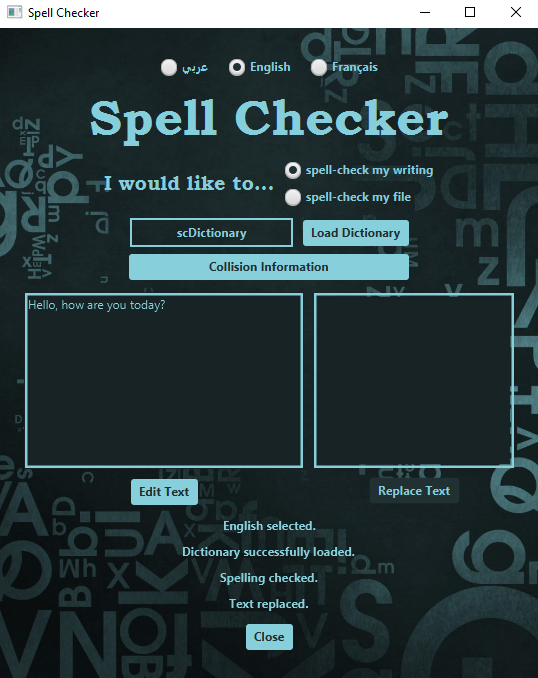 Spell Checker
عربي English Français
Spell Checker
I would like to...
spell-check my writing
spell-check my file
scDictionary Load Dictionary
Collision Information
Hello, how are you today?
Edit Text Replace Text
English selected.
Dictionary successfully loaded.
Spelling checked.
Text replaced.
Close